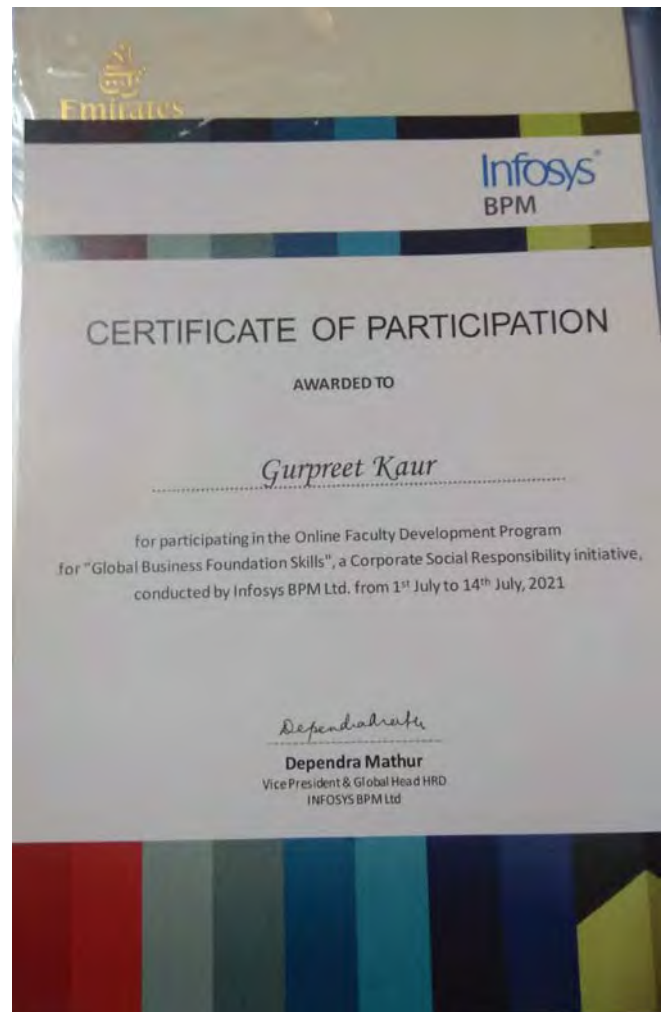 Emirates
Infosys®
BPM
CERTIFICATE OF PARTICIPATION
AWARDED TO
Gurpreet Kaur
for participating in the Online Faculty Development Program
for "Global Business Foundation Skills", a Corporate Social Responsibility initiative,
conducted by Infosys BPM Ltd. from 1st July to 14th July, 2021
Dependra Mathur
Vice President & Global Head HRD
INFOSYS BPM Ltd